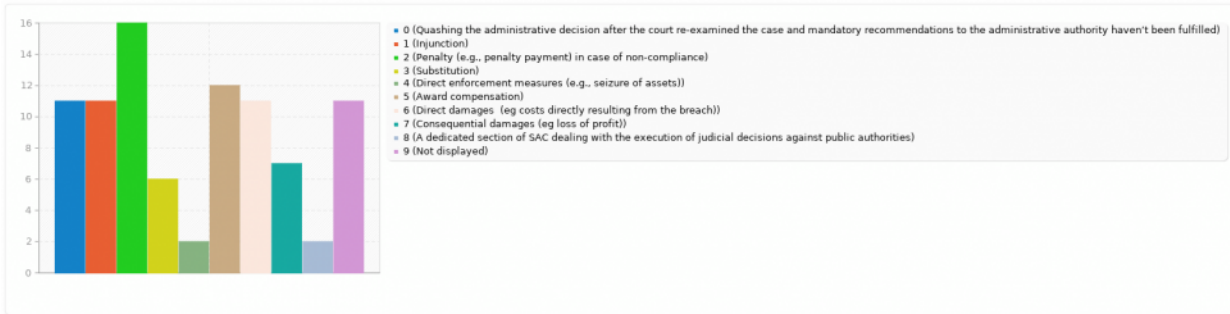 16
14
12
10
8
6
4
2
0
0 (Quashing the administrative decision after the court re-examined the case and mandatory recommendations to the administrative authority haven't been fulfilled)
1 (Injunction)
2 (Penalty (e.g., penalty payment) in case of non-compliance)
3 (Substitution)
4 (Direct enforcement measures (e.g., seizure of assets))
5 (Award compensation)
6 (Direct damages  (eg costs directly resulting from the breach))
7 (Consequential damages (eg loss of profit))
8 (A dedicated section of SAC dealing with the execution of judicial decisions against public authorities)
9 (Not displayed)